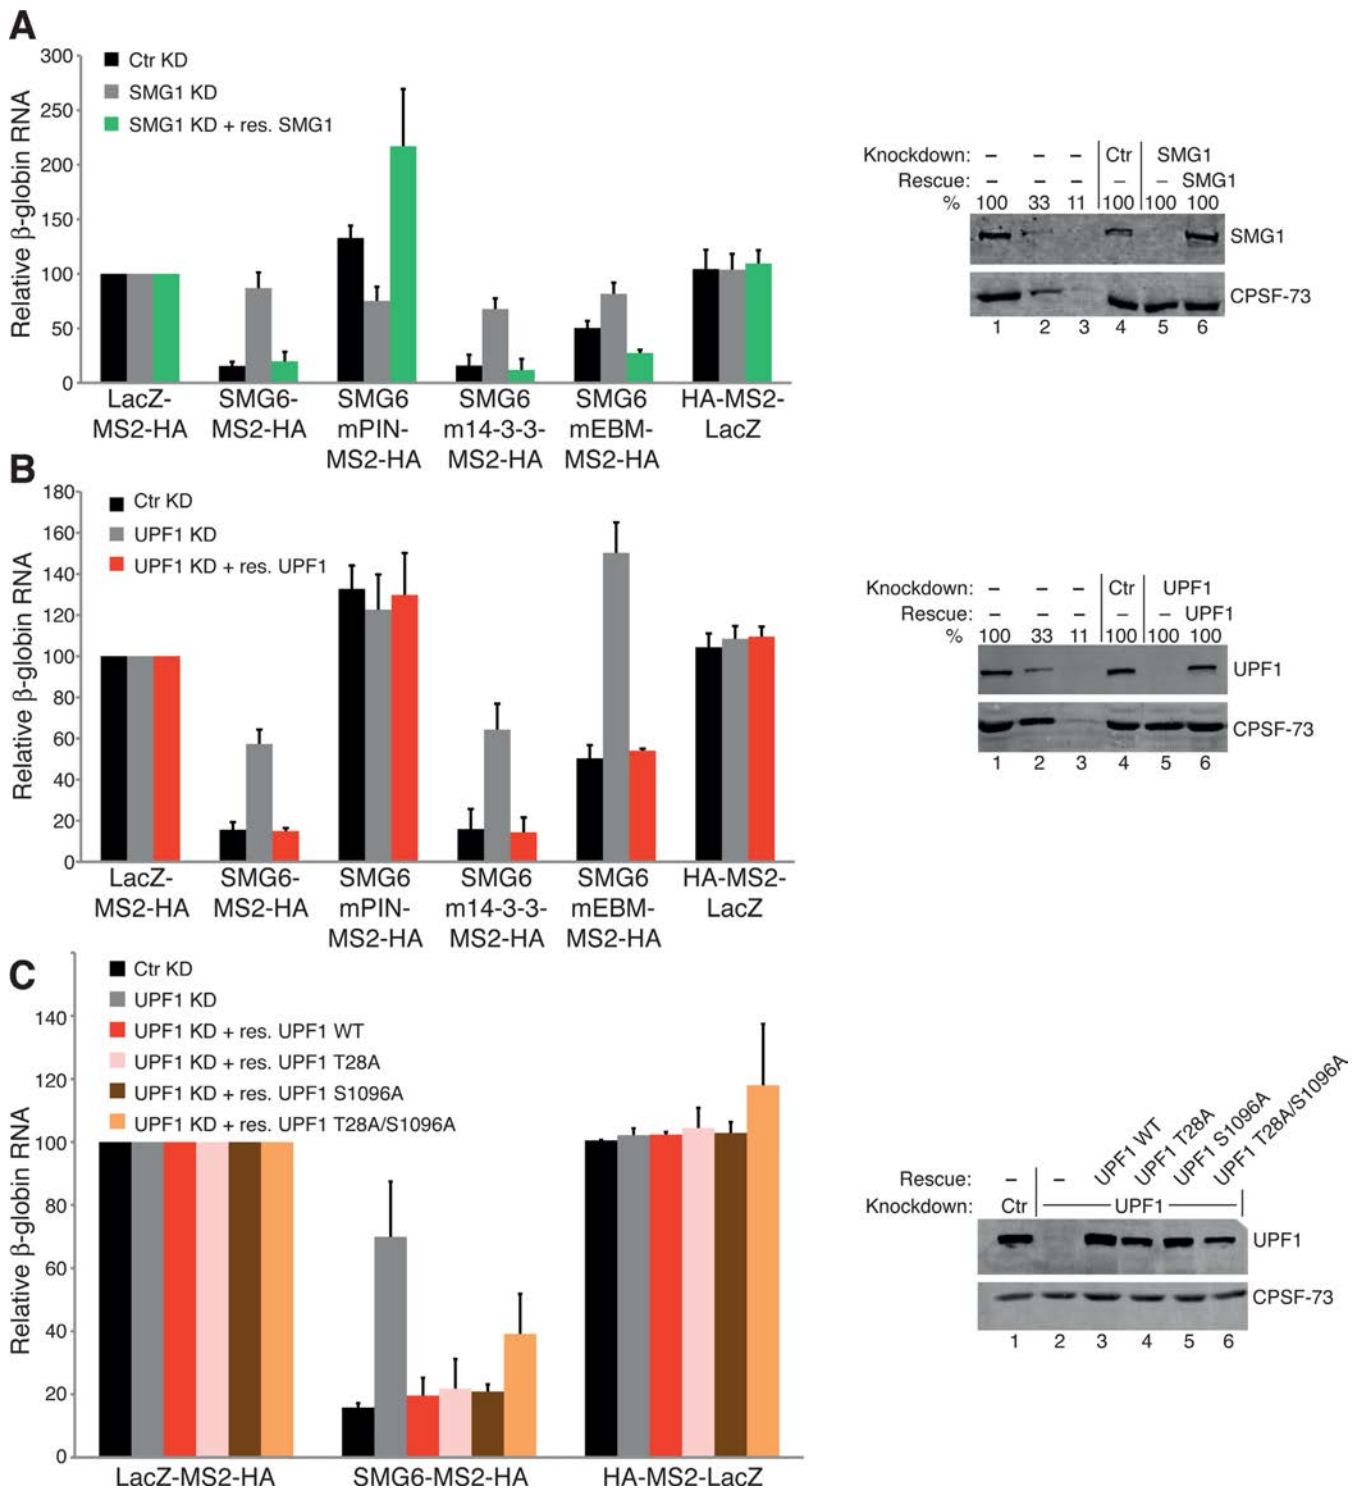 A
300
250
200
150
100
50
0
Relative β-globin RNA
Ctr KD
SMG1 KD
SMG1 KD + res. SMG1
LacZ- SMG6- SMG6 SMG6 SMG6 HA-MS2-
MS2-HA MS2-HA mPIN- m14-3-3- mEBM- LacZ
MS2-HA MS2-HA MS2-HA
Knockdown: – – – Ctr SMG1
Rescue: – – – – – SMG1
% 100 33 11 100 100 100
SMG1
CPSF-73
1 2 3 4 5 6
B
180
160
140
120
100
80
60
40
20
0
Relative β-globin RNA
Ctr KD
UPF1 KD
UPF1 KD + res. UPF1
LacZ- SMG6- SMG6 SMG6 SMG6 HA-MS2-
MS2-HA MS2-HA mPIN- m14-3-3- mEBM- LacZ
MS2-HA MS2-HA MS2-HA
Knockdown: – – – Ctr UPF1
Rescue: – – – – – UPF1
% 100 33 11 100 100 100
UPF1
CPSF-73
1 2 3 4 5 6
C
140
120
100
80
60
40
20
0
Relative β-globin RNA
Ctr KD
UPF1 KD
UPF1 KD + res. UPF1 WT
UPF1 KD + res. UPF1 T28A
UPF1 KD + res. UPF1 S1096A
UPF1 KD + res. UPF1 T28A/S1096A
LacZ-MS2-HA SMG6-MS2-HA HA-MS2-LacZ
UPF1 WT
UPF1 T28A
UPF1 S1096A
UPF1 T28A/S1096A
Rescue: – –
Knockdown: Ctr UPF1
UPF1
CPSF-73
1 2 3 4 5 6